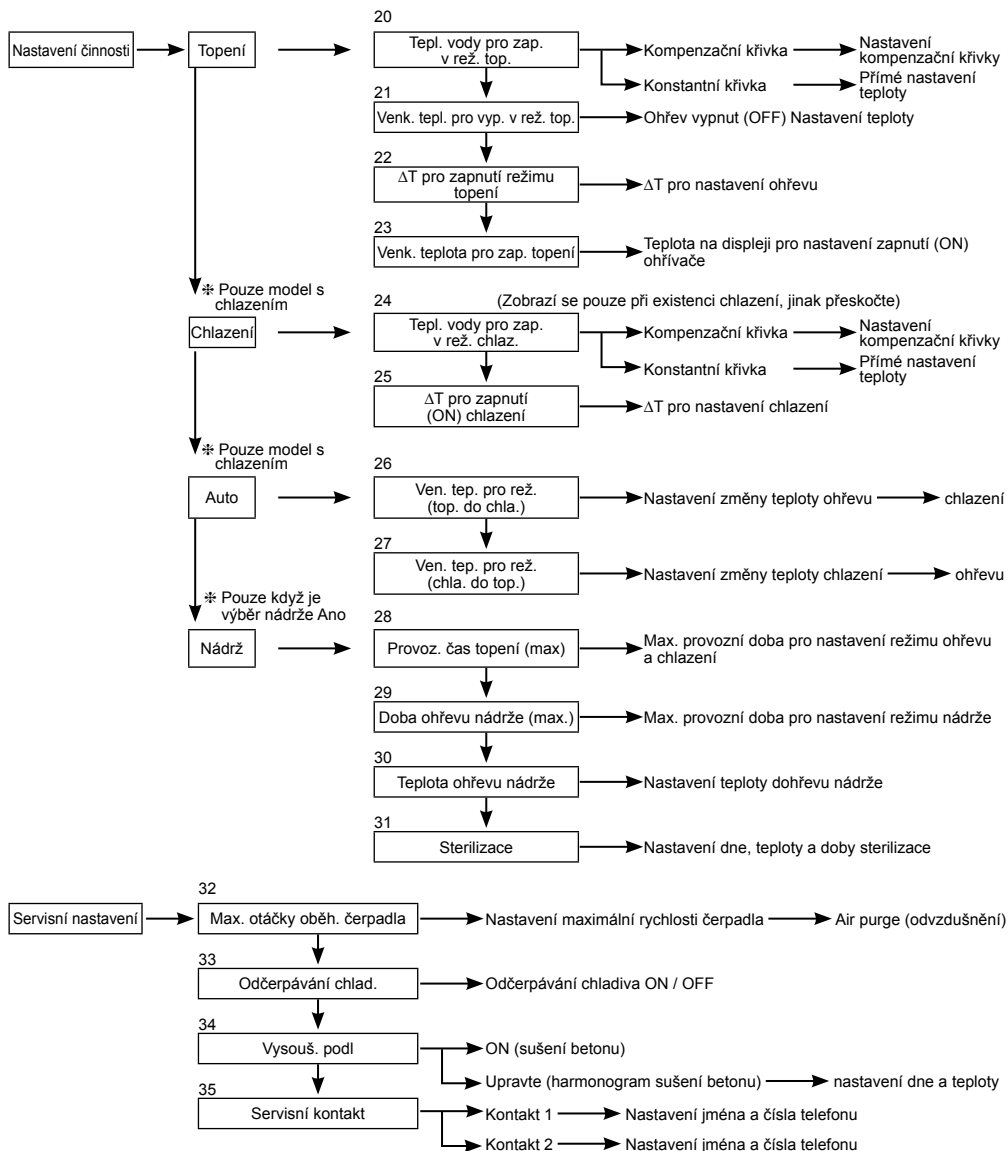 20
Nastavení činnosti
Topení
Tepl. vody pro zap.
v rež. top.
Kompenzační křivka
Nastavení
kompenzační křivky
Konstantní křivka
Přímé nastavení
teploty
21
Venk. tepl. pro vyp. v rež. top.
Ohřev vypnut (OFF) Nastavení teploty
22
ΔT pro zapnutí režimu
topení
ΔT pro nastavení ohřevu
23
Venk. teplota pro zap. topení
Teplota na displeji pro nastavení zapnutí (ON)
ohřívače
❉ Pouze model s
chlazením
24
(Zobrazí se pouze při existenci chlazení, jinak přeskočte)
Chlazení
Tepl. vody pro zap.
v rež. chlaz.
Kompenzační křivka
Nastavení
kompenzační křivky
Konstantní křivka
Přímé nastavení
teploty
25
ΔT pro zapnutí
(ON) chlazení
ΔT pro nastavení chlazení
❉ Pouze model s
chlazením
26
Auto
Ven. tep. pro rež.
(top. do chla.)
Nastavení změny teploty ohřevu
chlazení
27
Ven. tep. pro rež.
(chla. do top.)
Nastavení změny teploty chlazení
ohřevu
❉ Pouze když je
výběr nádrže Ano
28
Nádrž
Provoz. čas topení (max)
Max. provozní doba pro nastavení režimu ohřevu
a chlazení
29
Doba ohřevu nádrže (max.)
Max. provozní doba pro nastavení režimu nádrže
30
Teplota ohřevu nádrže
Nastavení teploty dohřevu nádrže
31
Sterilizace
Nastavení dne, teploty a doby sterilizace
32
Servisní nastavení
Max. otáčky oběh. čerpadla
Nastavení maximální rychlosti čerpadla
Air purge (odvzdušnění)
33
Odčerpávání chlad.
Odčerpávání chladiva ON / OFF
34
Vysouš. podl
ON (sušení betonu)
Upravte (harmonogram sušení betonu)
nastavení dne a teploty
35
Servisní kontakt
Kontakt 1
Nastavení jména a čísla telefonu
Kontakt 2
Nastavení jména a čísla telefonu